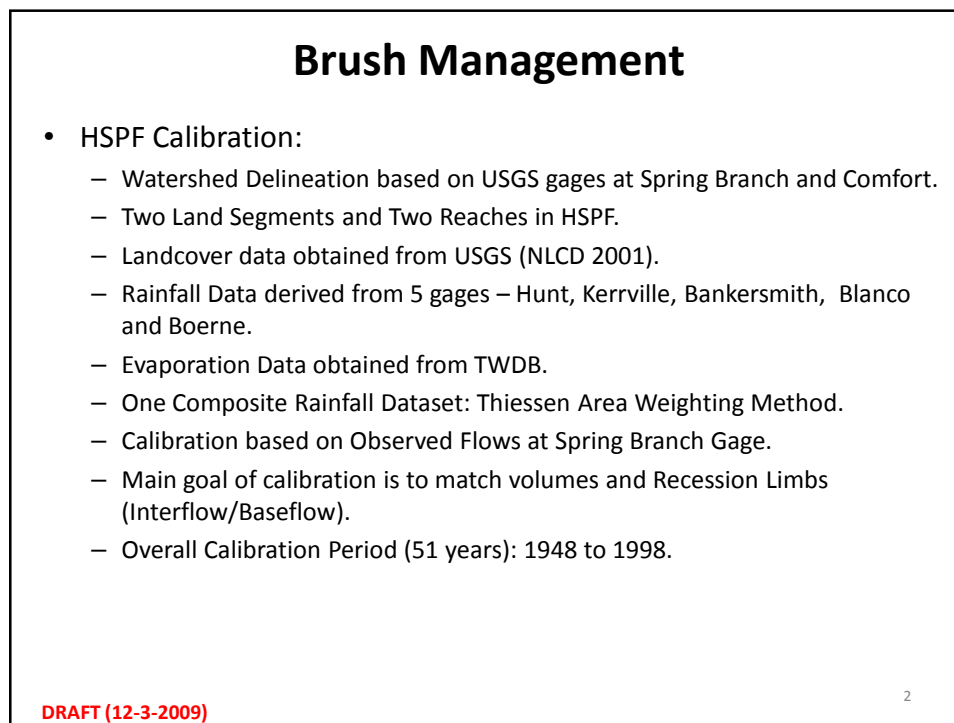 Brush Management
• HSPF Calibration:
– Watershed Delineation based on USGS gages at Spring Branch and Comfort.
– Two Land Segments and Two Reaches in HSPF.
– Landcover data obtained from USGS (NLCD 2001).
– Rainfall Data derived from 5 gages – Hunt, Kerrville, Bankersmith, Blanco
and Boerne.
– Evaporation Data obtained from TWDB.
– One Composite Rainfall Dataset: Thiessen Area Weighting Method.
– Calibration based on Observed Flows at Spring Branch Gage.
– Main goal of calibration is to match volumes and Recession Limbs
(Interflow/Baseflow).
– Overall Calibration Period (51 years): 1948 to 1998.
2
DRAFT (12-3-2009)